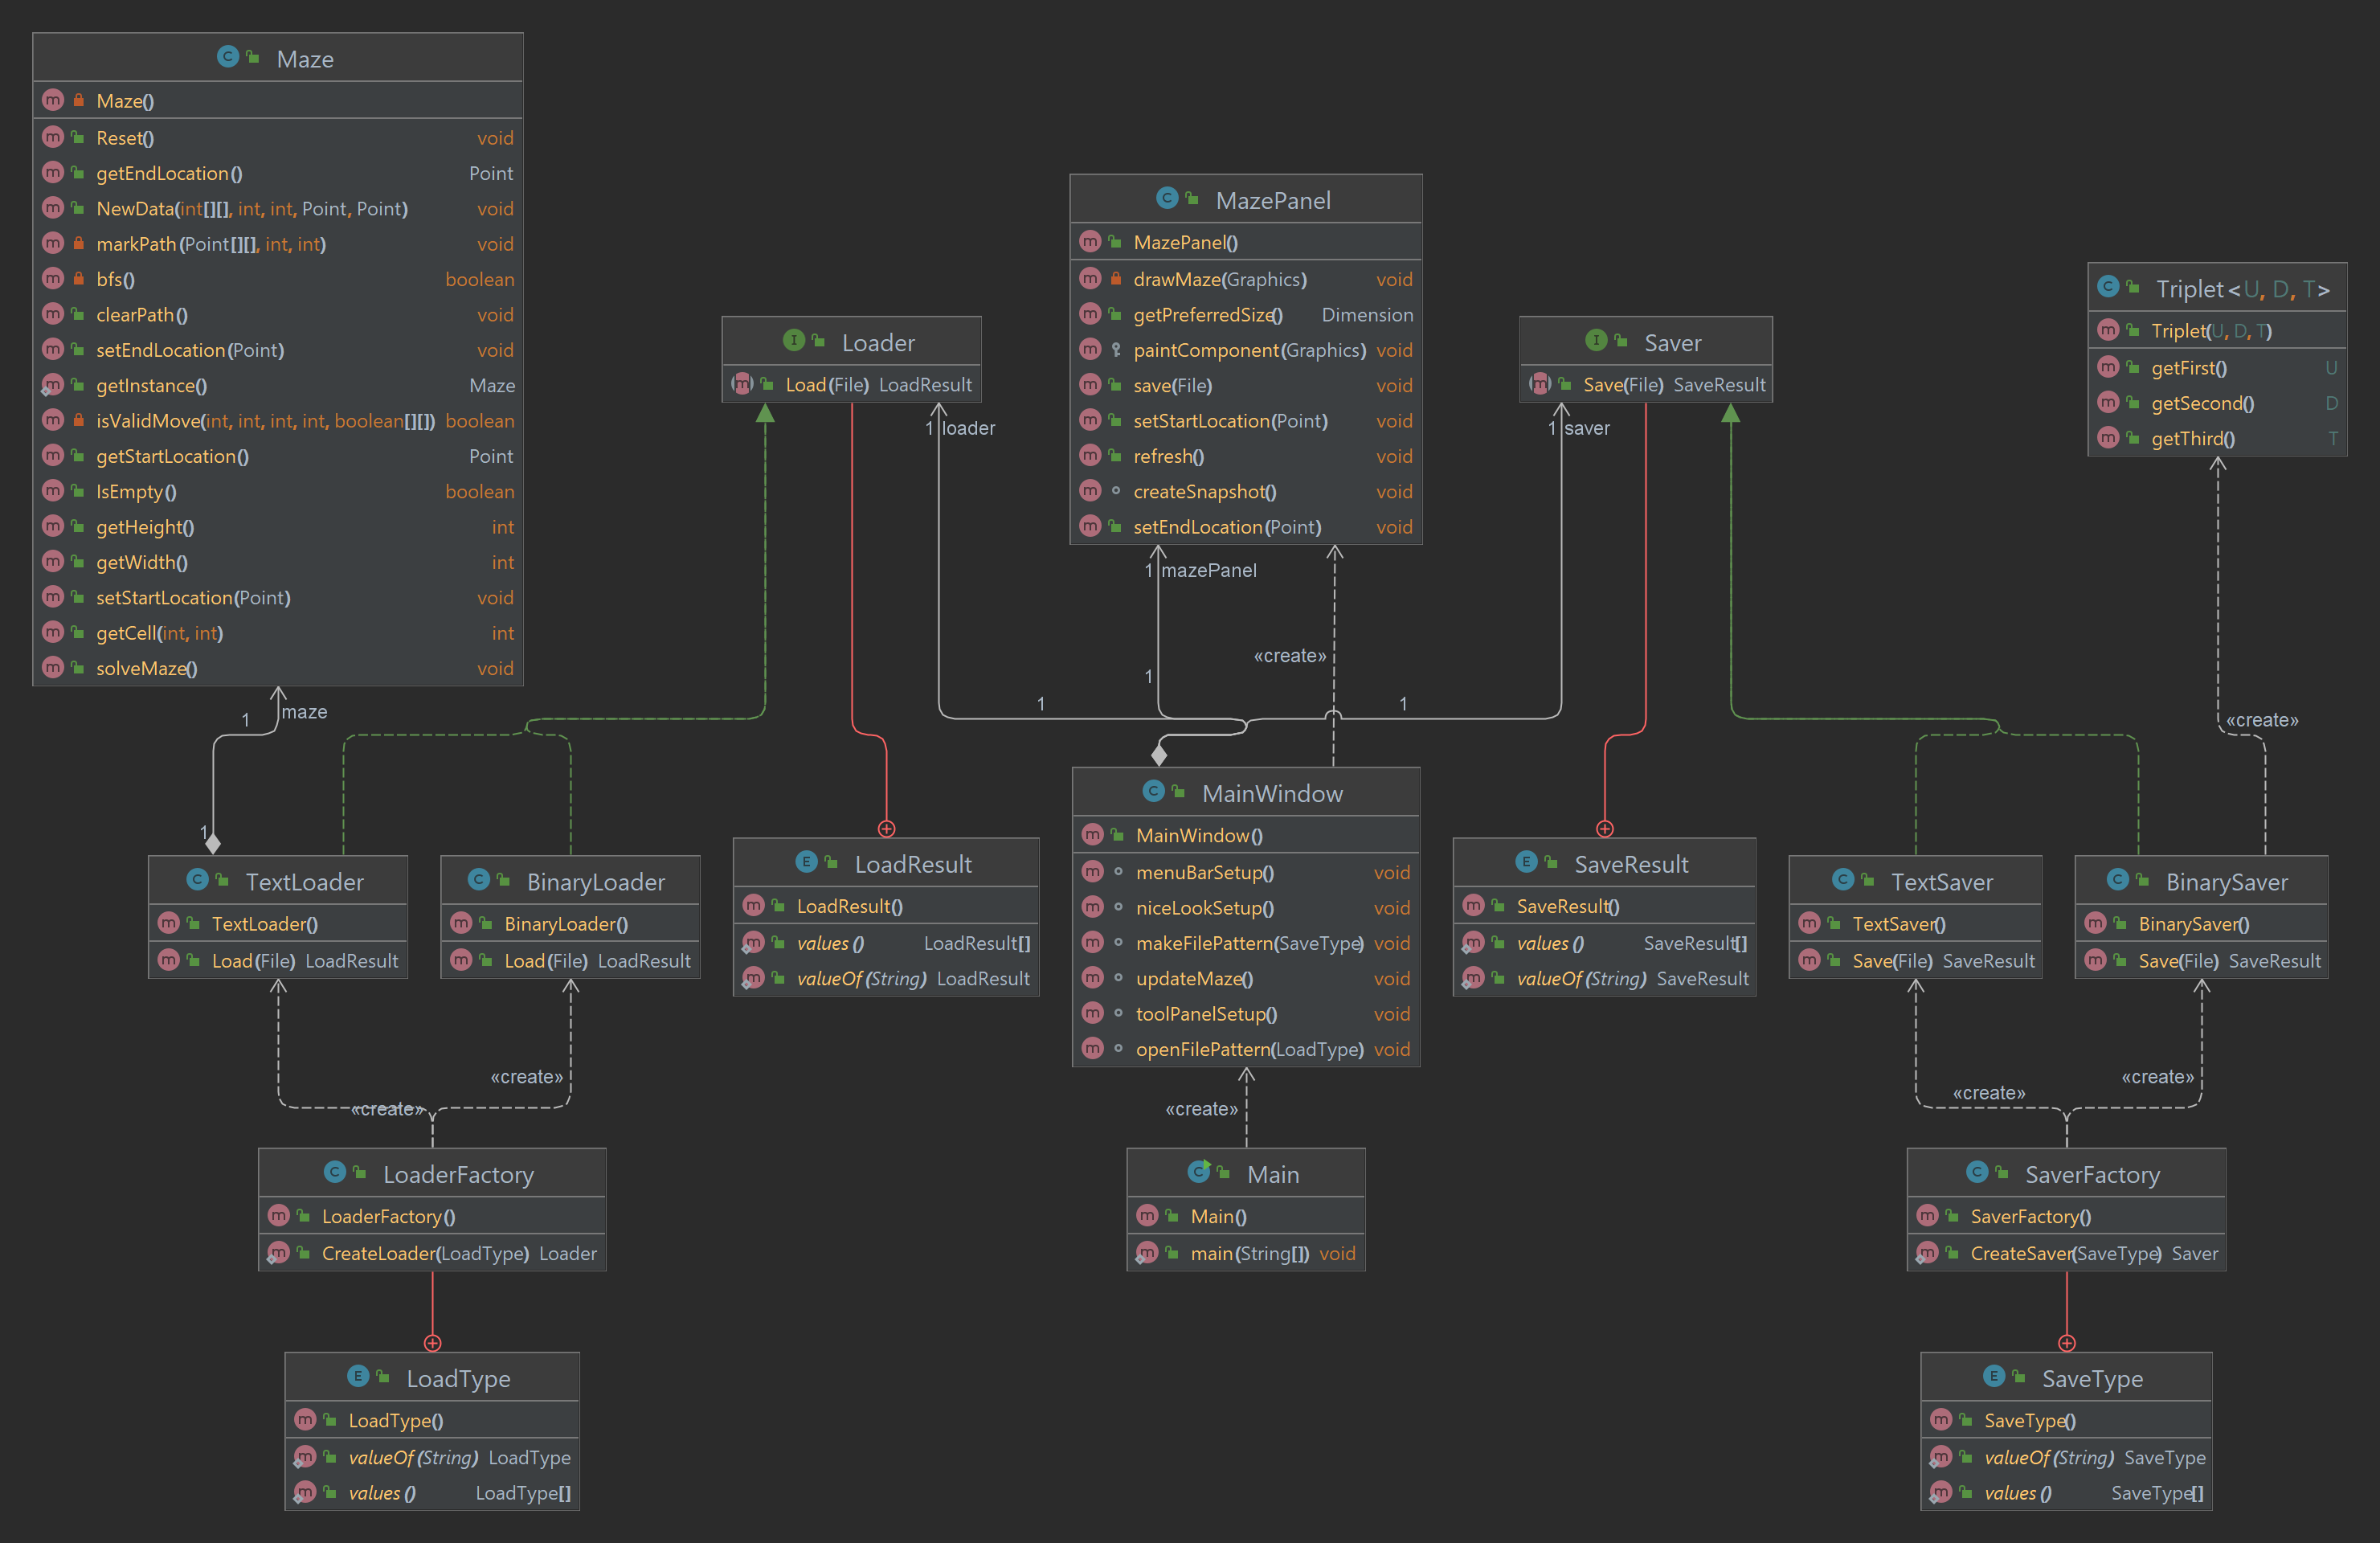 Maze
Maze()
Reset() void
getEndLocation() Point
NewData(int[][], int, int, Point, Point) void
markPath(Point[][], int, int) void
bfs() boolean
clearPath() void
setEndLocation(Point) void
getInstance() Maze
isValidMove(int, int, int, int, boolean[][]) boolean
getStartLocation() Point
IsEmpty() boolean
getHeight() int
getWidth() int
setStartLocation(Point) void
getCell(int, int) int
solveMaze() void
Loader
Load(File) LoadResult
MazePanel
MazePanel()
drawMaze(Graphics) void
getPreferredSize() Dimension
paintComponent(Graphics) void
save(File) void
setStartLocation(Point) void
refresh() void
createSnapshot() void
setEndLocation(Point) void
Saver
Save(File) SaveResult
Triplet<U, D, T>
Triplet(U, D, T)
getFirst() U
getSecond() D
getThird() T
1 loader
1 saver
1 mazePanel
«create»
1
1
1
1 maze
1
«create»
TextLoader
TextLoader()
Load(File) LoadResult
BinaryLoader
BinaryLoader()
Load(File) LoadResult
LoadResult
LoadResult()
values() LoadResult[]
valueOf(String) LoadResult
MainWindow
MainWindow()
menuBarSetup() void
niceLookSetup() void
makeFilePattern(SaveType) void
updateMaze() void
toolPanelSetup() void
openFilePattern(LoadType) void
SaveResult
SaveResult()
values() SaveResult[]
valueOf(String) SaveResult
TextSaver
TextSaver()
Save(File) SaveResult
BinarySaver
BinarySaver()
Save(File) SaveResult
«create»
«create»
«create»
«create»
«create»
LoaderFactory
LoaderFactory()
CreateLoader(LoadType) Loader
Main
Main()
main(String[]) void
SaverFactory
SaverFactory()
CreateSaver(SaveType) Saver
LoadType
LoadType()
valueOf(String) LoadType
values() LoadType[]
SaveType
SaveType()
valueOf(String) SaveType
values() SaveType[]